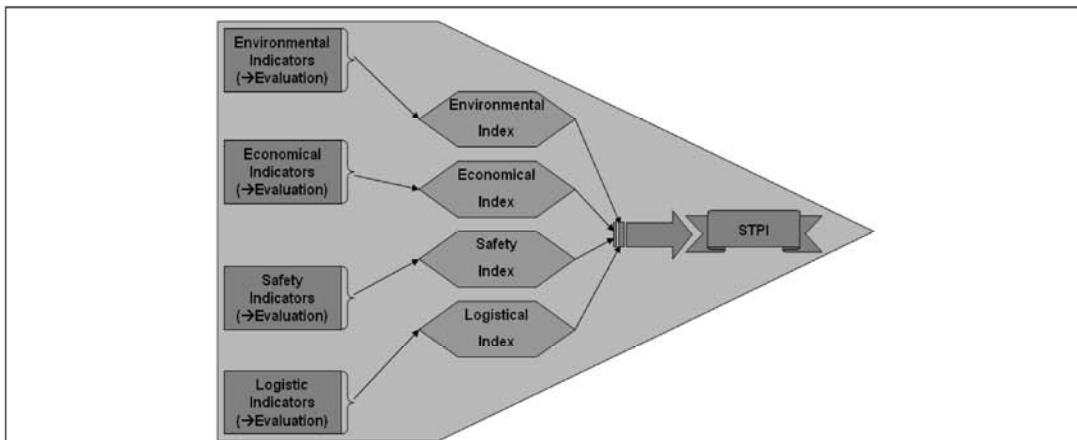 Environmental
Indicators
(→Evaluation)
Environmental
Index
Economical
Indicators
(→Evaluation)
Economical
Index
STPI
Safety
Index
Safety
Indicators
(→Evaluation)
Logistical
Index
Logistic
Indicators
(→Evaluation)